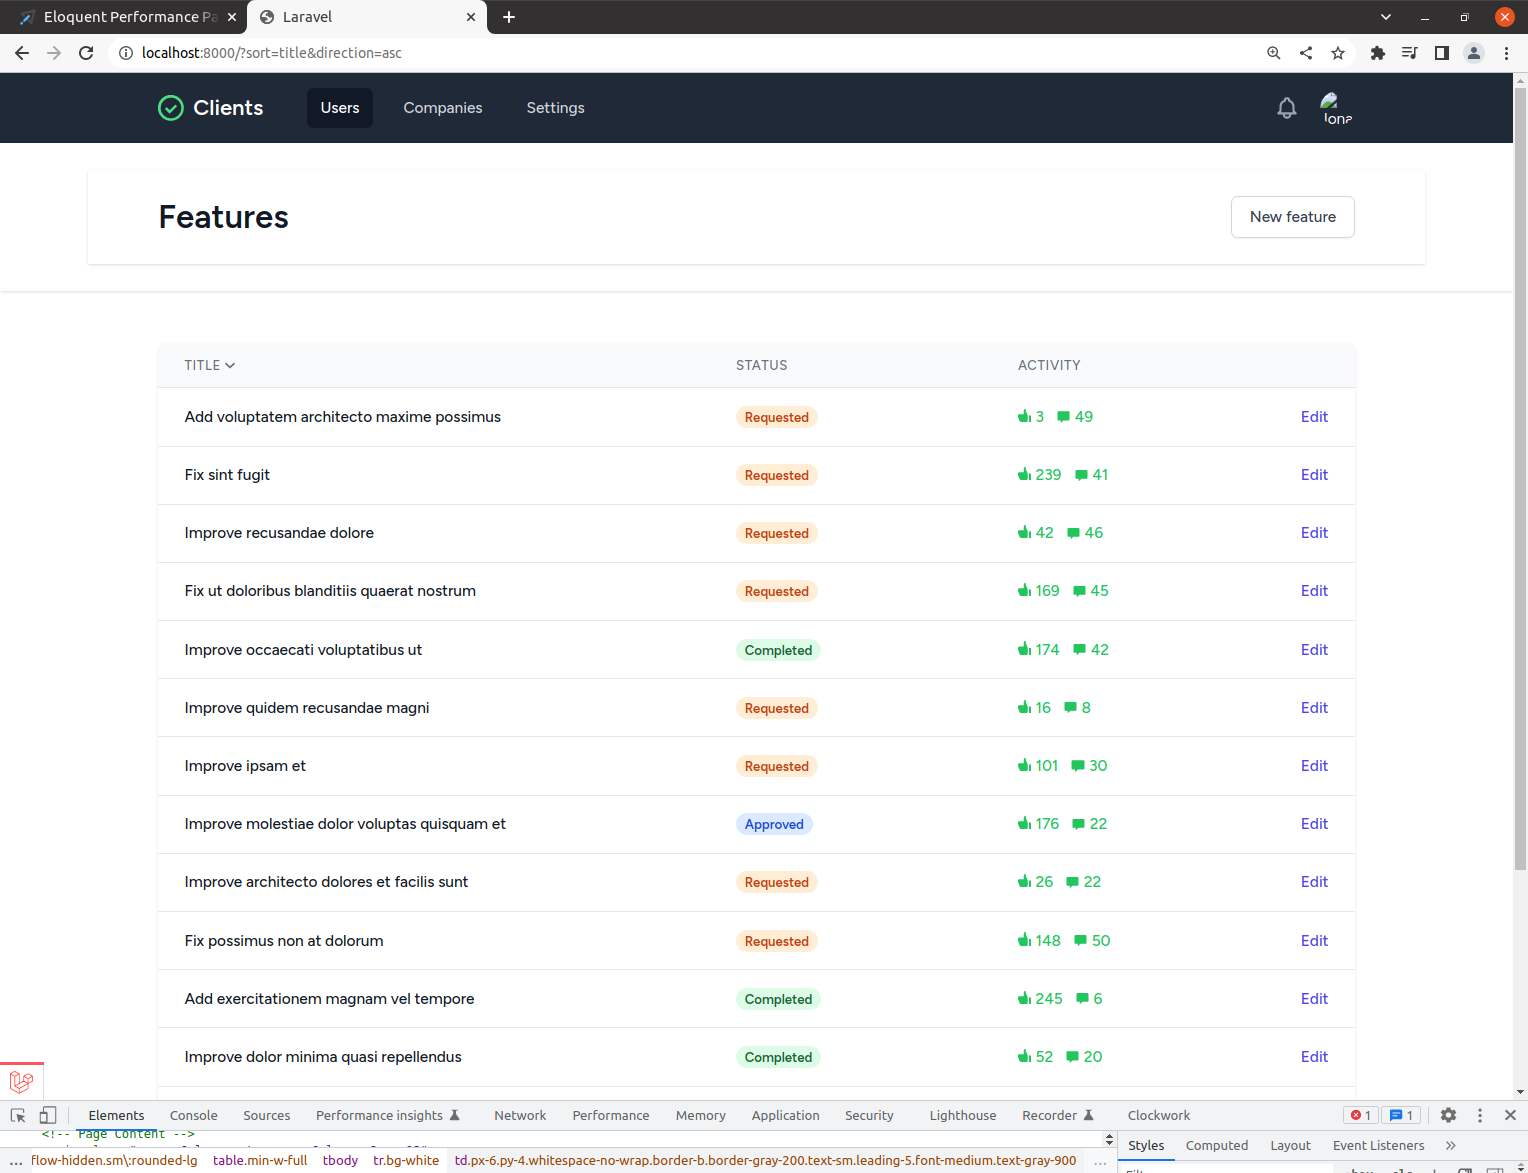 Eloquent Performance Pa
Laravel
localhost:8000/?sort=title&direction=asc
Clients Users Companies Settings
Jona
Features New feature
TITLE STATUS ACTIVITY
Add voluptatem architecto maxime possimus Requested 3 49 Edit
Fix sint fugit Requested 239 41 Edit
Improve recusandae dolore Requested 42 46 Edit
Fix ut doloribus blanditiis quaerat nostrum Requested 169 45 Edit
Improve occaecati voluptatibus ut Completed 174 42 Edit
Improve quidem recusandae magni Requested 16 8 Edit
Improve ipsam et Requested 101 30 Edit
Improve molestiae dolor voluptas quisquam et Approved 176 22 Edit
Improve architecto dolores et facilis sunt Requested 26 22 Edit
Fix possimus non at dolorum Requested 148 50 Edit
Add exercitationem magnam vel tempore Completed 245 6 Edit
Improve dolor minima quasi repellendus Completed 52 20 Edit
Elements Console Sources Performance insights Network Performance Memory Application Security Lighthouse Recorder Clockwork 1 1
<!-- Page Content -->
Styles Computed Layout Event Listeners »
... flow-hidden.sm\:rounded-lg table.min-w-full tbody tr.bg-white td.px-6.py-4.whitespace-no-wrap.border-b.border-gray-200.text-sm.leading-5.font-medium.text-gray-900 ...